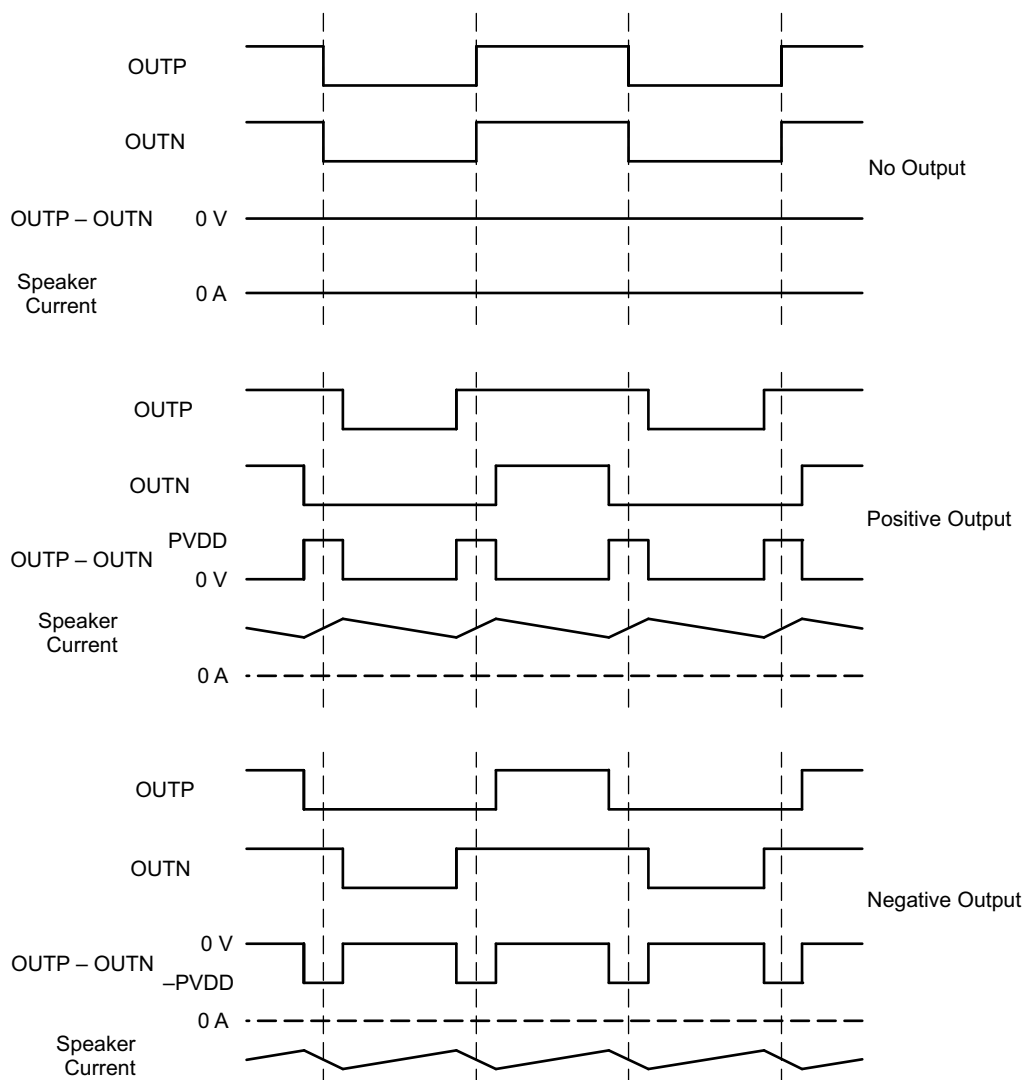 OUTP
OUTN
No Output
OUTP – OUTN 0 V
Speaker
Current
0 A
OUTP
OUTN
Positive Output
PVDD
OUTP – OUTN
0 V
Speaker
Current
0 A
OUTP
OUTN
Negative Output
0 V
OUTP – OUTN
–PVDD
0 A
Speaker
Current